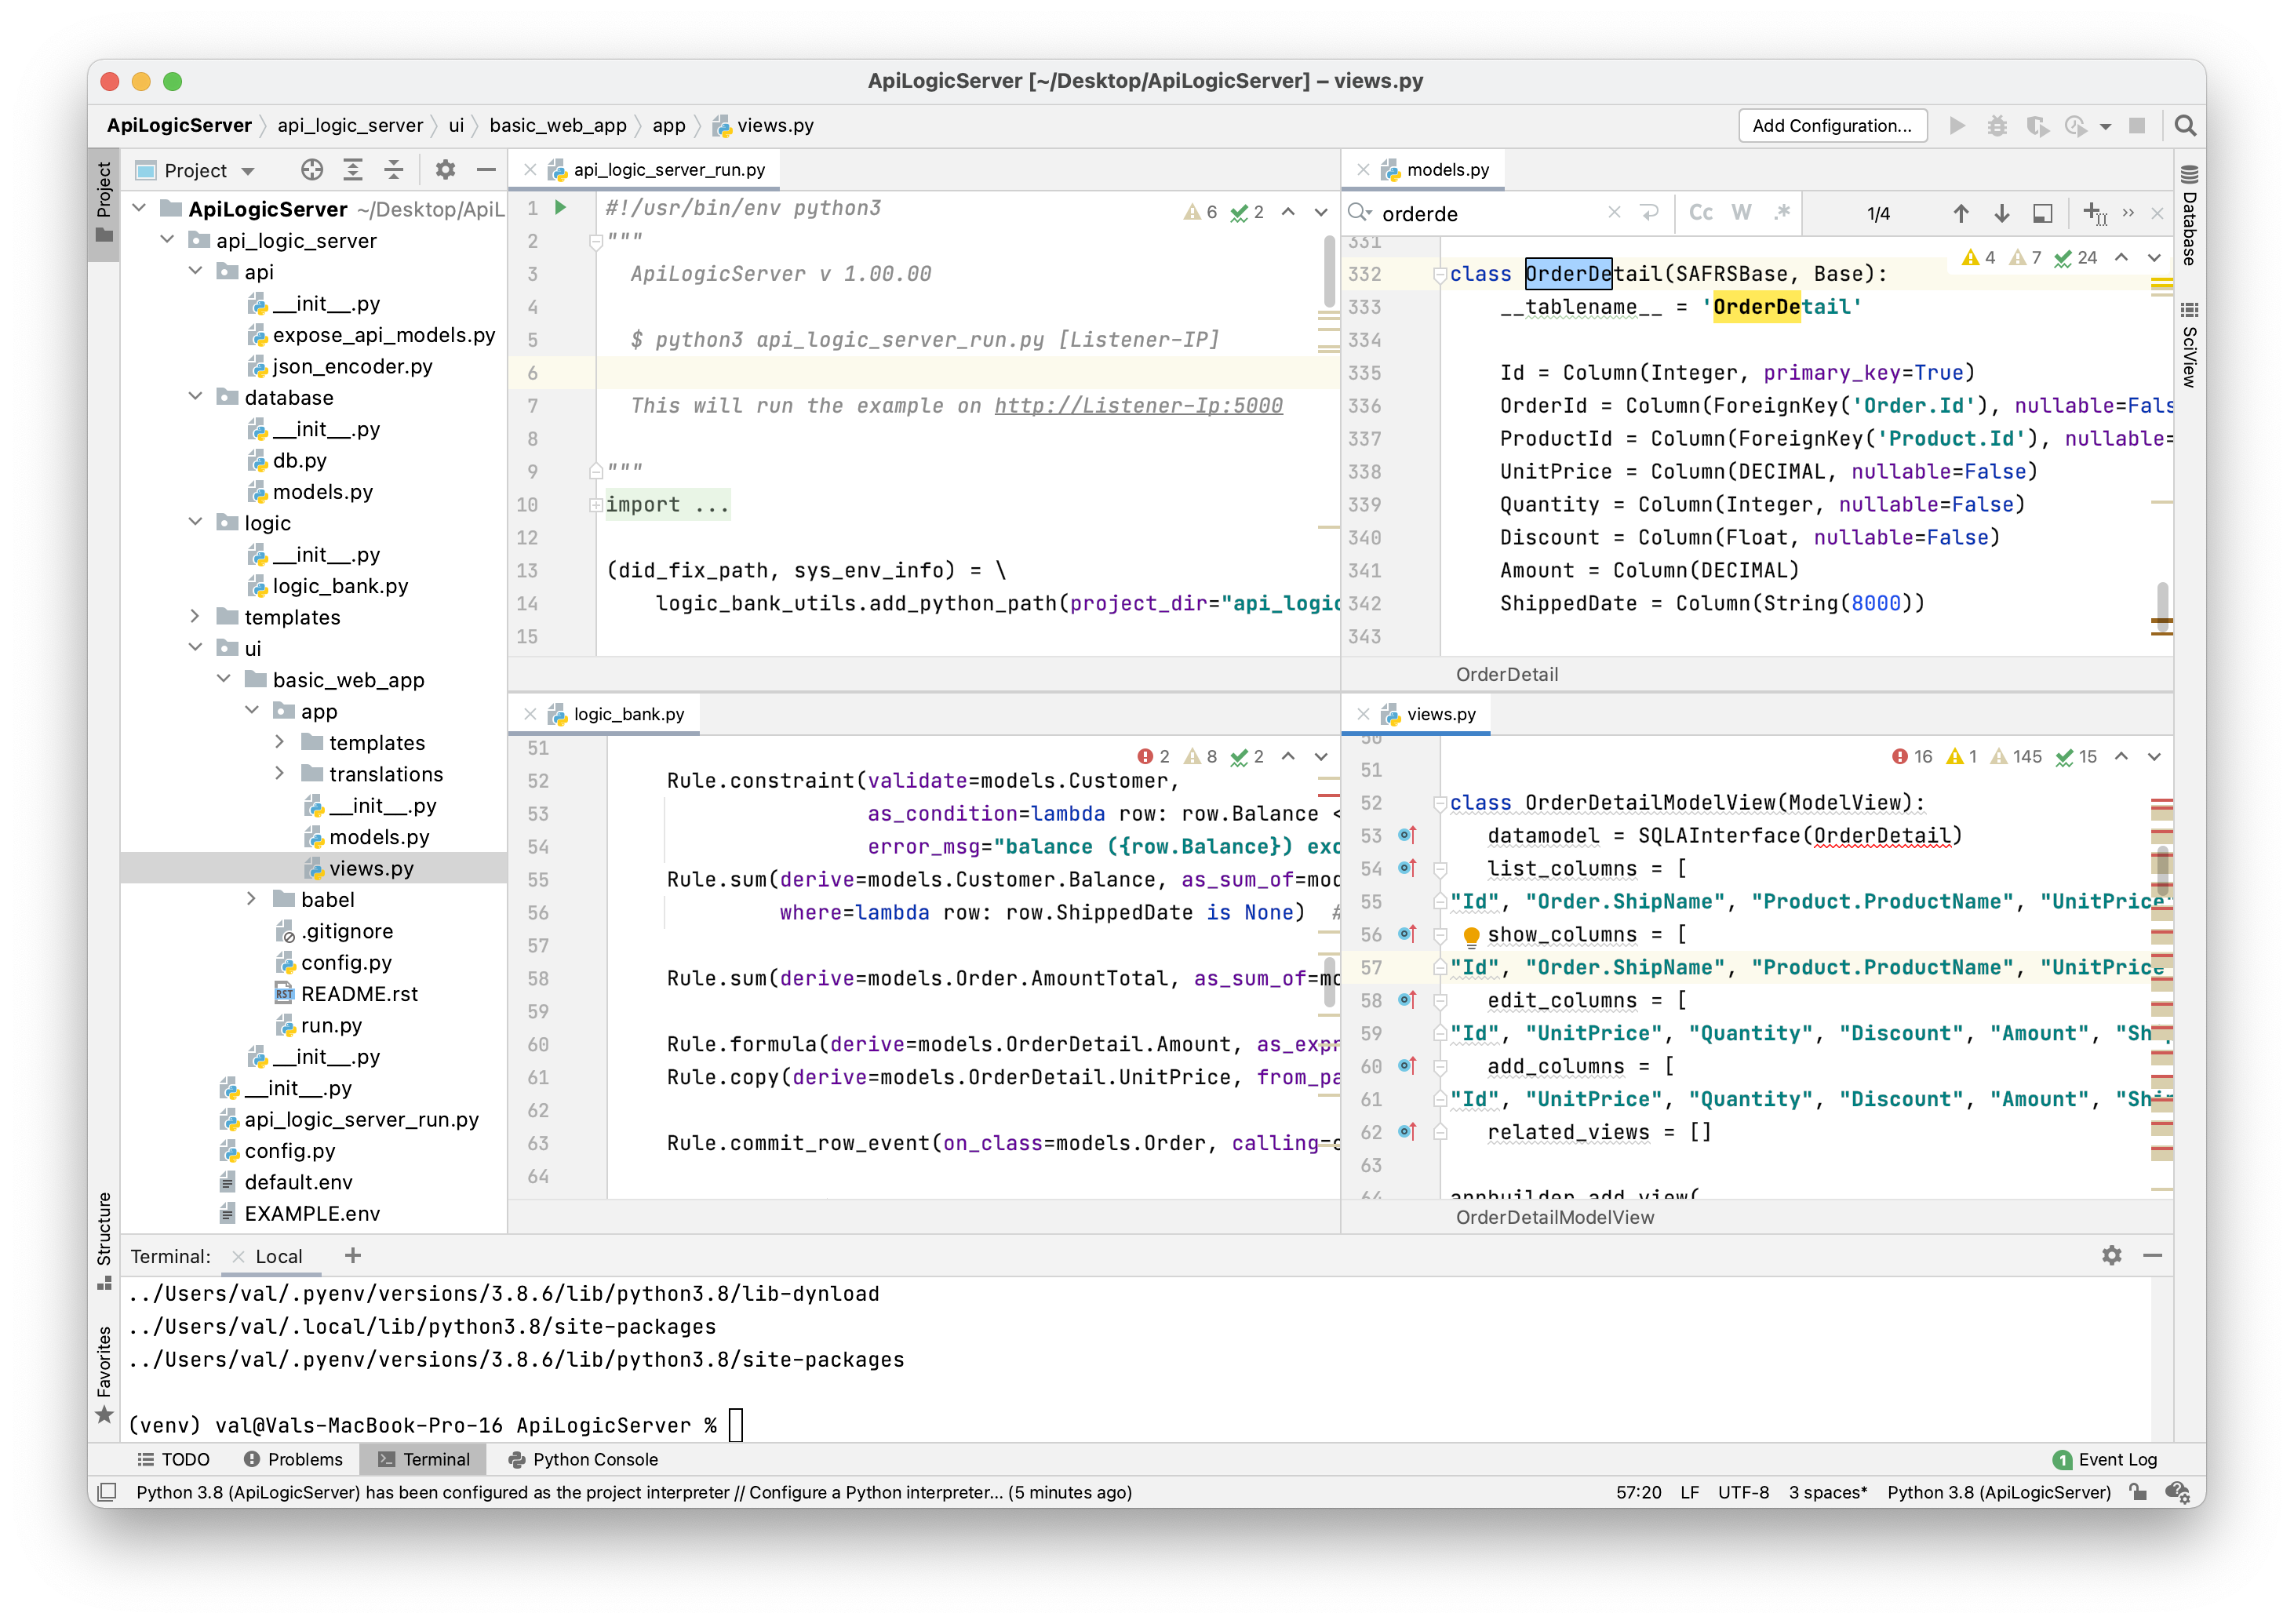 ApiLogicServer [~/Desktop/ApiLogicServer] – views.py
ApiLogicServer api_logic_server ui basic_web_app app views.py
Add Configuration...
Project
Project
ApiLogicServer ~/Desktop/ApiL
api_logic_server
api
__init__.py
expose_api_models.py
json_encoder.py
database
__init__.py
db.py
models.py
logic
__init__.py
logic_bank.py
templates
ui
basic_web_app
app
templates
translations
__init__.py
models.py
views.py
babel
.gitignore
config.py
README.rst
run.py
__init__.py
__init__.py
api_logic_server_run.py
config.py
default.env
EXAMPLE.env
Structure
Favorites
api_logic_server_run.py
6 2
1 #!/usr/bin/env python3
2 """
3 ApiLogicServer v 1.00.00
4
5 $ python3 api_logic_server_run.py [Listener-IP]
6
7 This will run the example on http://Listener-Ip:5000
8
9 """
10 import ...
12
13 (did_fix_path, sys_env_info) = \
14 logic_bank_utils.add_python_path(project_dir="api_logic
15
models.py
orderde
Cc W .*
1/4
4 7 24
331
332 class OrderDetail(SAFRSBase, Base):
333 __tablename__ = 'OrderDetail'
334
335 Id = Column(Integer, primary_key=True)
336 OrderId = Column(ForeignKey('Order.Id'), nullable=Fals
337 ProductId = Column(ForeignKey('Product.Id'), nullable=
338 UnitPrice = Column(DECIMAL, nullable=False)
339 Quantity = Column(Integer, nullable=False)
340 Discount = Column(Float, nullable=False)
341 Amount = Column(DECIMAL)
342 ShippedDate = Column(String(8000))
343
OrderDetail
Database
SciView
logic_bank.py
2 8 2
51
52 Rule.constraint(validate=models.Customer,
53 as_condition=lambda row: row.Balance <
54 error_msg="balance ({row.Balance}) exc
55 Rule.sum(derive=models.Customer.Balance, as_sum_of=mod
56 where=lambda row: row.ShippedDate is None) #
57
58 Rule.sum(derive=models.Order.AmountTotal, as_sum_of=mo
59
60 Rule.formula(derive=models.OrderDetail.Amount, as_expr
61 Rule.copy(derive=models.OrderDetail.UnitPrice, from_pa
62
63 Rule.commit_row_event(on_class=models.Order, calling=c
64
views.py
16 1 145 15
50
51
52 class OrderDetailModelView(ModelView):
53 datamodel = SQLAInterface(OrderDetail)
54 list_columns = [
55 "Id", "Order.ShipName", "Product.ProductName", "UnitPrice"
56 show_columns = [
57 "Id", "Order.ShipName", "Product.ProductName", "UnitPrice
58 edit_columns = [
59 "Id", "UnitPrice", "Quantity", "Discount", "Amount", "Ship
60 add_columns = [
61 "Id", "UnitPrice", "Quantity", "Discount", "Amount", "Shi
62 related_views = []
63
64 appbuilder.add_view(
OrderDetailModelView
Terminal: Local +
../Users/val/.pyenv/versions/3.8.6/lib/python3.8/lib-dynload
../Users/val/.local/lib/python3.8/site-packages
../Users/val/.pyenv/versions/3.8.6/lib/python3.8/site-packages
(venv) val@Vals-MacBook-Pro-16 ApiLogicServer %
TODO Problems Terminal Python Console
1 Event Log
Python 3.8 (ApiLogicServer) has been configured as the project interpreter // Configure a Python interpreter... (5 minutes ago)
57:20 LF UTF-8 3 spaces* Python 3.8 (ApiLogicServer)